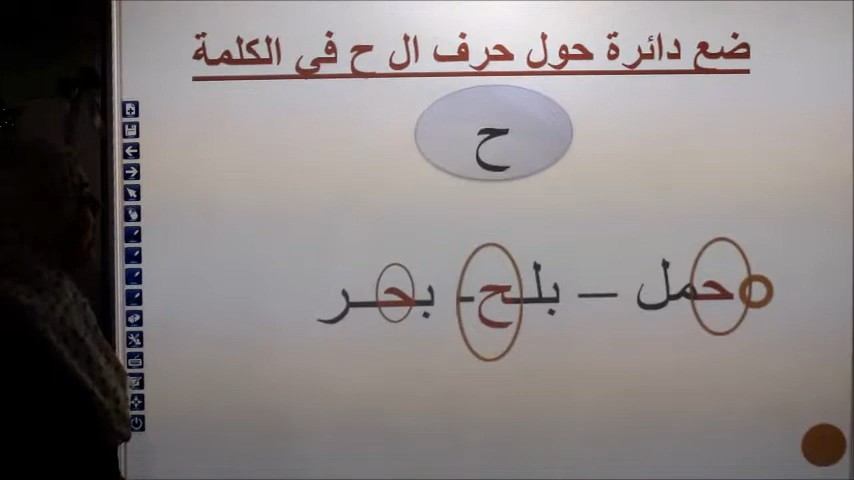 ضع دائرة حول حرف ال ح في الكلمة
ح
حمل – بلح - بحر